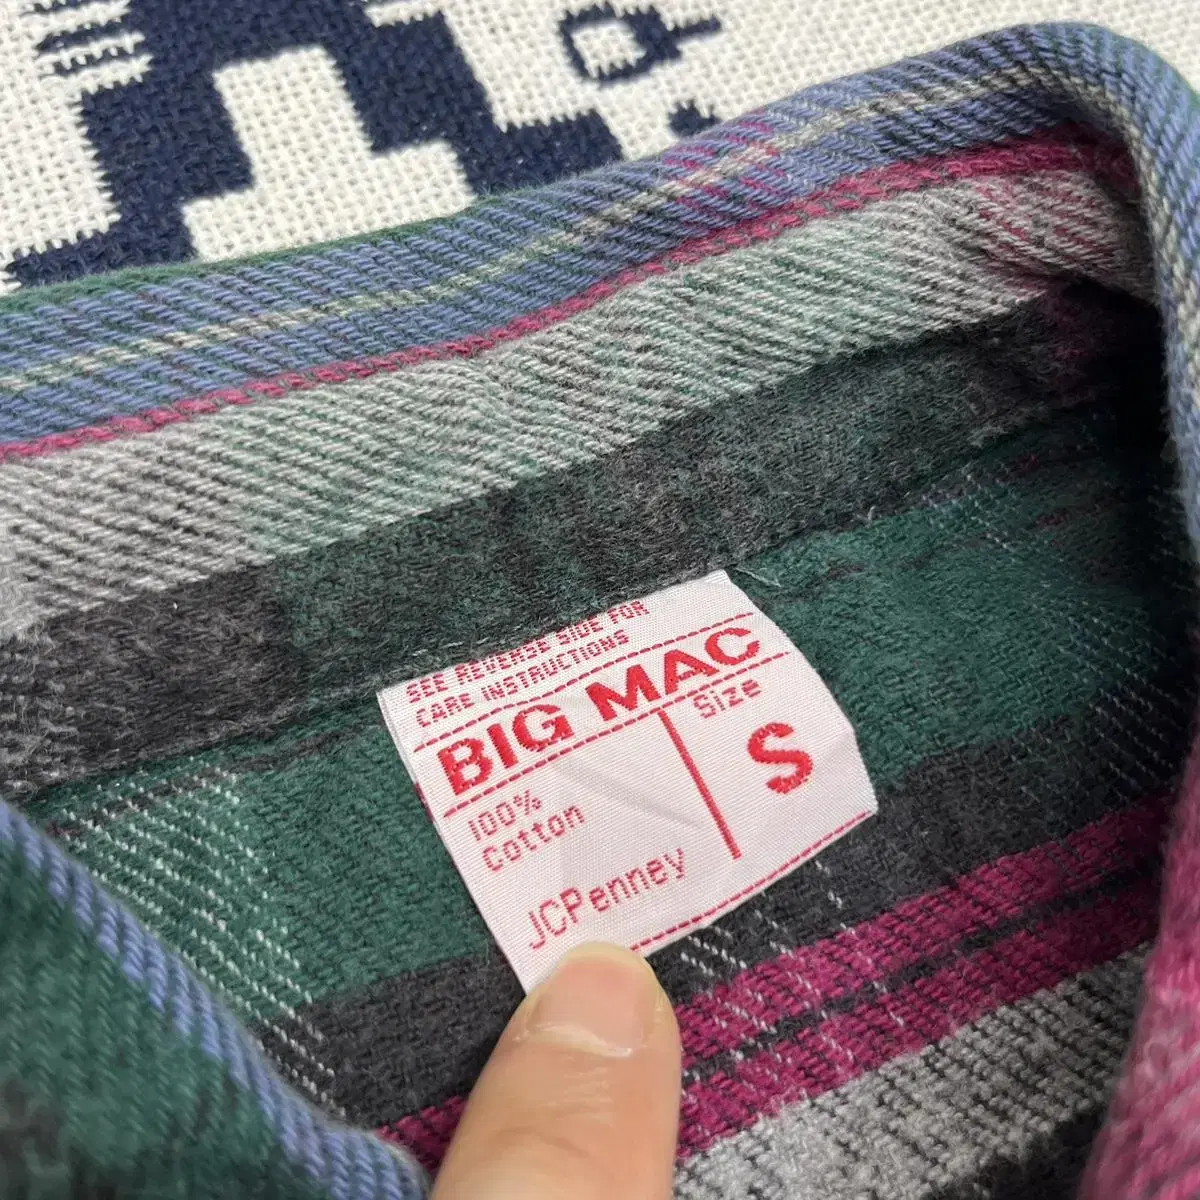 SEE REVERSE SIDE FOR
CARE INSTRUCTIONS
BIG MAC
Size
S
100%
Cotton
JCPenney